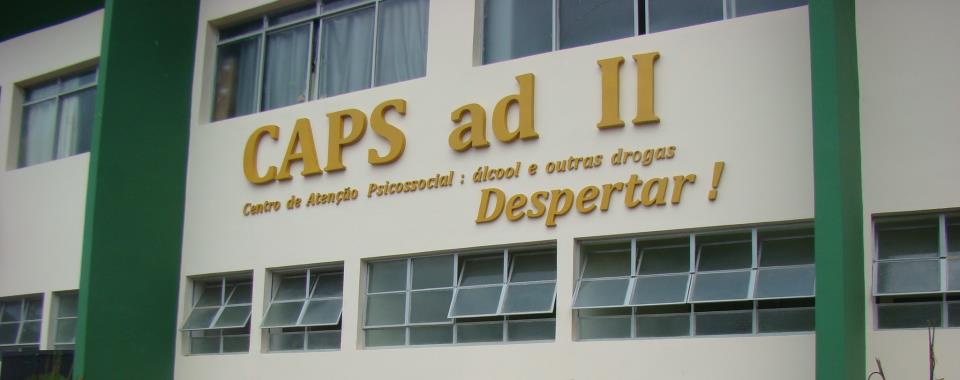 CAPS ad II
Centro de Atenção Psicossocial : álcool e outras drogas
Despertar !